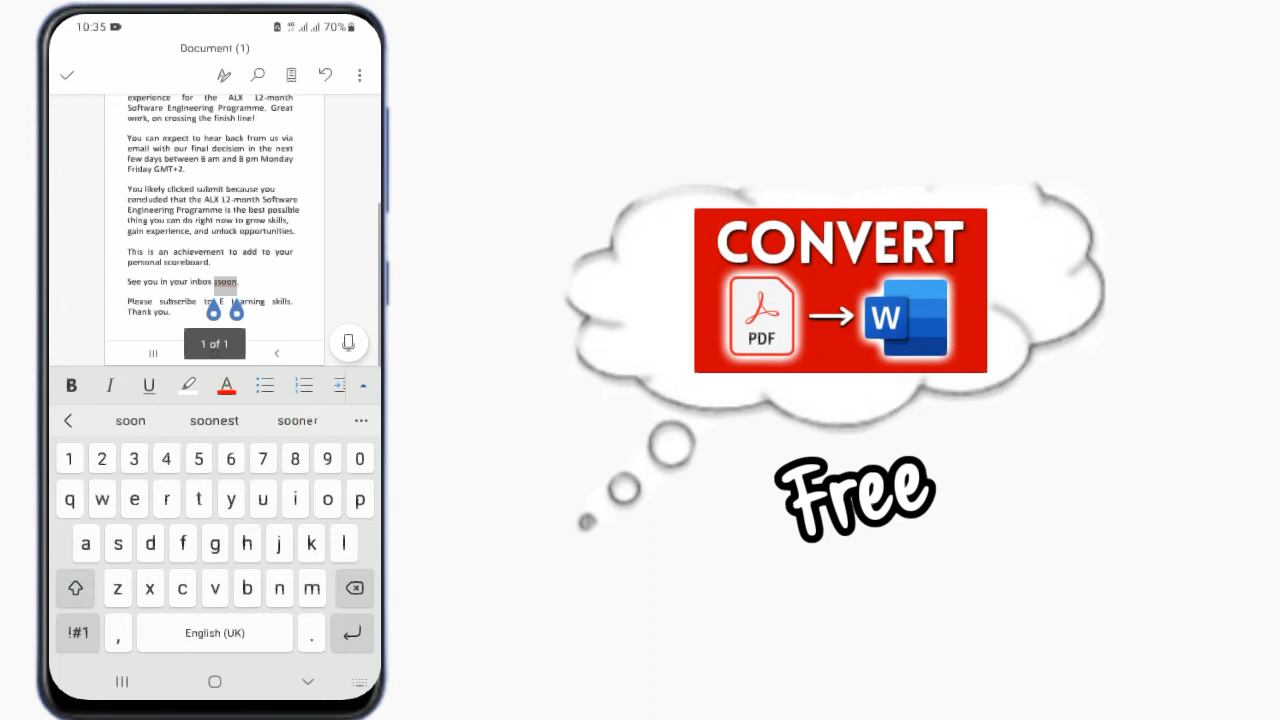 10:35
70%
Document (1)
experience for the ALX 12-month
Software Engineering Programme. Great
work, on crossing the finish line!
You can expect to hear back from us via
email with our final decision in the next
few days between 8 am and 8 pm Monday
Friday GMT+2.
You likely clicked submit because you
concluded that the ALX 12-month Software
Engineering Programme is the best possible
thing you can do right now to grow skills,
gain experience, and unlock opportunities.
This is an achievement to add to your
personal scoreboard.
See you in your inbox
Please subscribe to E learning skills.
Thank you.
1 of 1
B I U A
soon soonest sooner
1 2 3 4 5 6 7 8 9 0
q w e r t y u i o p
a s d f g h j k l
z x c v b n m
!#1 , English (UK) .
CONVERT
PDF W
Free